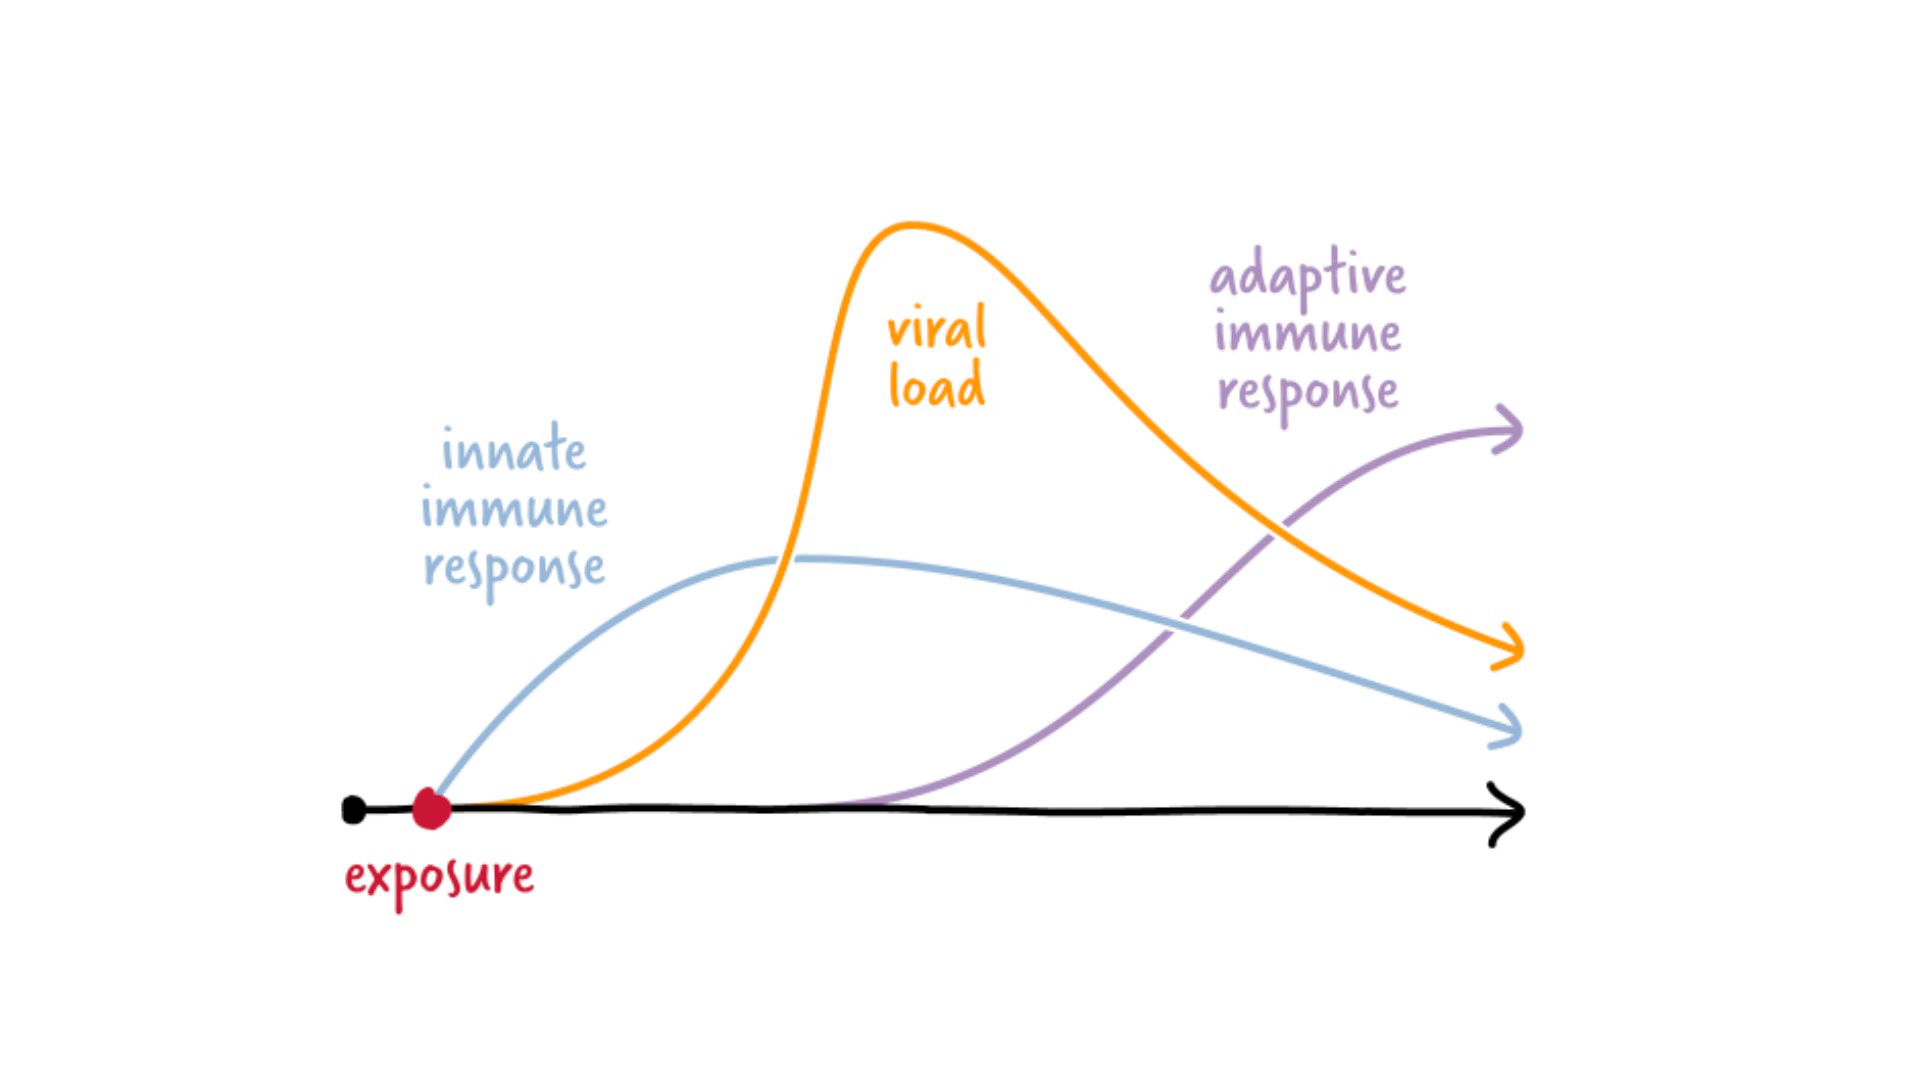 innate
immune
response
viral
load
adaptive
immune
response
exposure